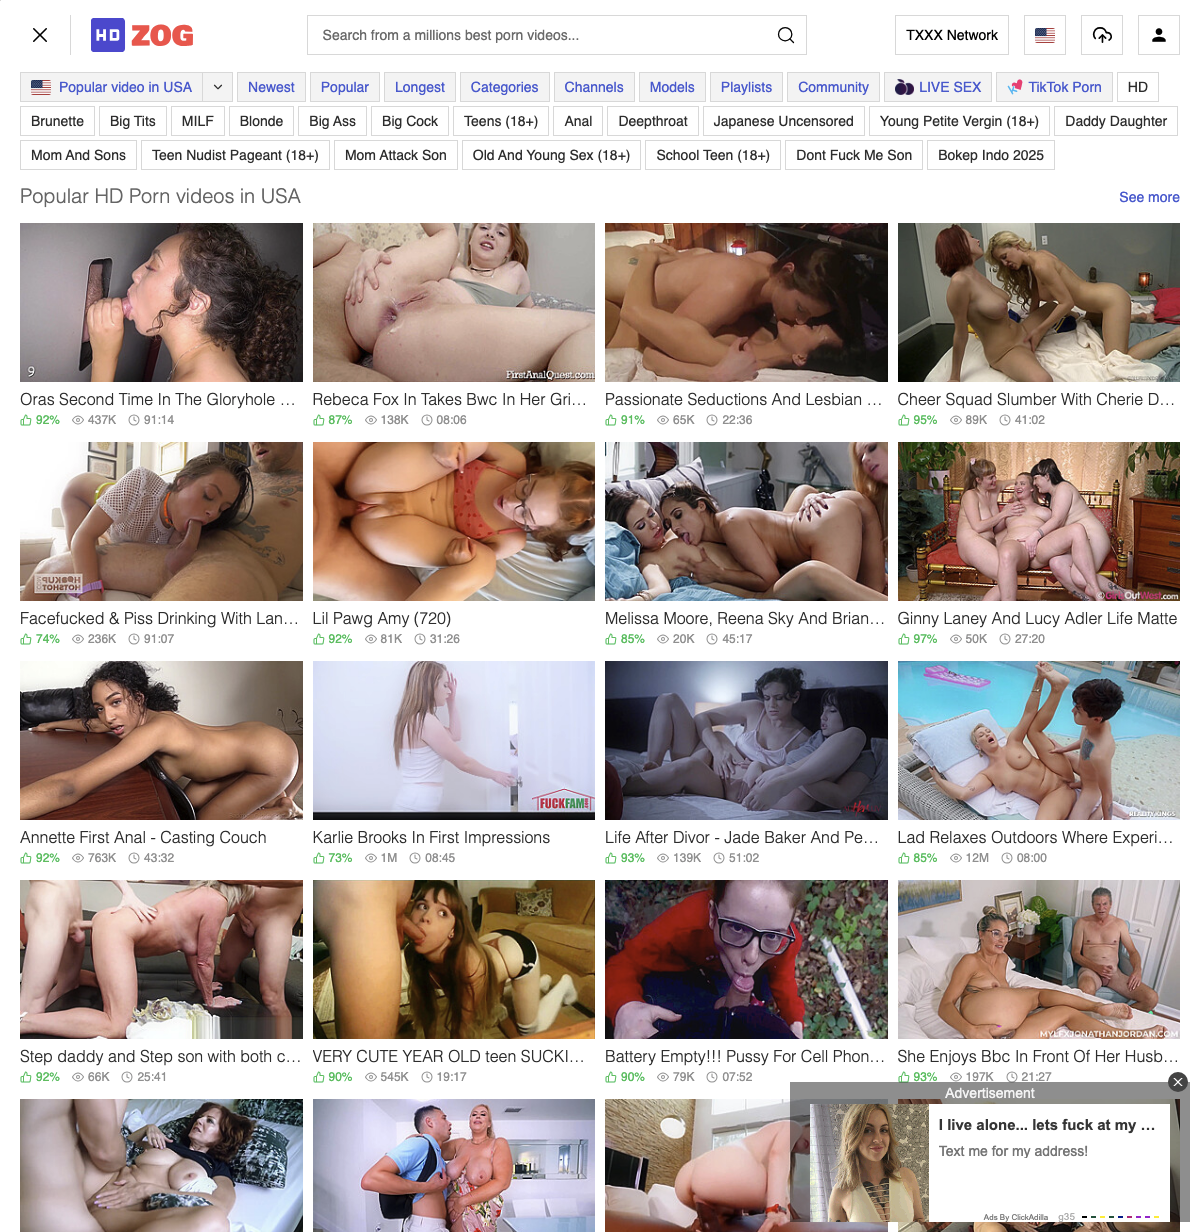 HD ZOG
Search from a millions best porn videos...
TXXX Network
Popular video in USA
Newest
Popular
Longest
Categories
Channels
Models
Playlists
Community
LIVE SEX
TikTok Porn
HD
Brunette
Big Tits
MILF
Blonde
Big Ass
Big Cock
Teens (18+)
Anal
Deepthroat
Japanese Uncensored
Young Petite Vergin (18+)
Daddy Daughter
Mom And Sons
Teen Nudist Pageant (18+)
Mom Attack Son
Old And Young Sex (18+)
School Teen (18+)
Dont Fuck Me Son
Bokep Indo 2025
Popular HD Porn videos in USA
See more
9
FirstAnalQuest.com
Oras Second Time In The Gloryhole ...
92% 437K 91:14
Rebeca Fox In Takes Bwc In Her Gri...
87% 138K 08:06
Passionate Seductions And Lesbian ...
91% 65K 22:36
Cheer Squad Slumber With Cherie D...
95% 89K 41:02
HOOKUP HOTSHOT
GirlsOutWest.com
Facefucked & Piss Drinking With Lan...
74% 236K 91:07
Lil Pawg Amy (720)
92% 81K 31:26
Melissa Moore, Reena Sky And Brian...
85% 20K 45:17
Ginny Laney And Lucy Adler Life Matte
97% 50K 27:20
FUCKFAM
REALITY KINGS
Annette First Anal - Casting Couch
92% 763K 43:32
Karlie Brooks In First Impressions
73% 1M 08:45
Life After Divor - Jade Baker And Pe...
93% 139K 51:02
Lad Relaxes Outdoors Where Experi...
85% 12M 08:00
MYLFXJONATHANJORDAN.COM
Step daddy and Step son with both c...
92% 66K 25:41
VERY CUTE YEAR OLD teen SUCKI...
90% 545K 19:17
Battery Empty!!! Pussy For Cell Phon...
90% 79K 07:52
She Enjoys Bbc In Front Of Her Husb...
93% 197K 21:27
Advertisement
I live alone... lets fuck at my ...
Text me for my address!
Ads By ClickAdilla
g35